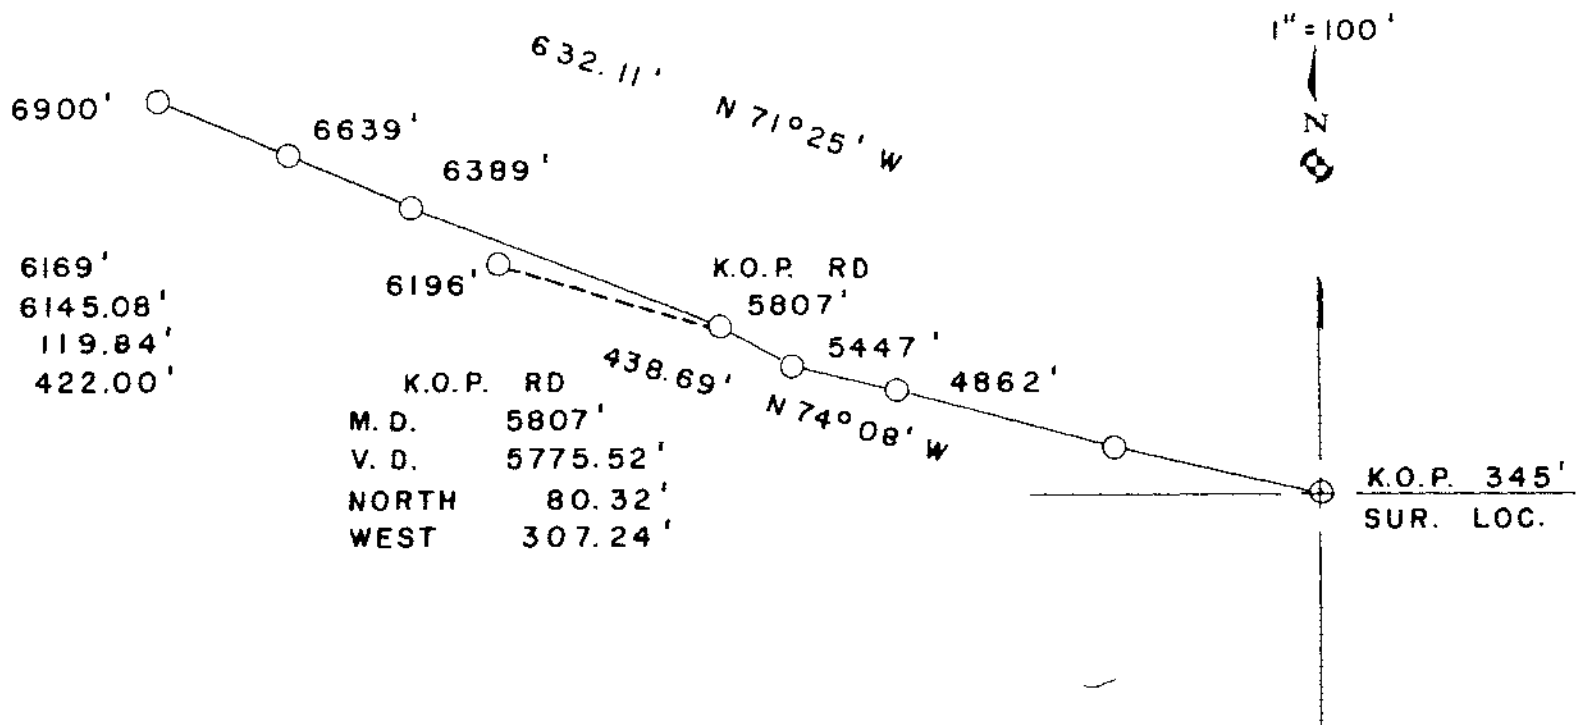 1"=100'
632.11'
N 71°25' W
N
6900'
6639'
6389'
6169'
6145.08'
119.84'
422.00'
6196'
K.O.P. RD
5807'
438.69'
5447'
4862'
N 74°08' W
K.O.P. RD
M.D. 5807'
V.D. 5775.52'
NORTH 80.32'
WEST 307.24'
K.O.P. 345'
SUR. LOC.